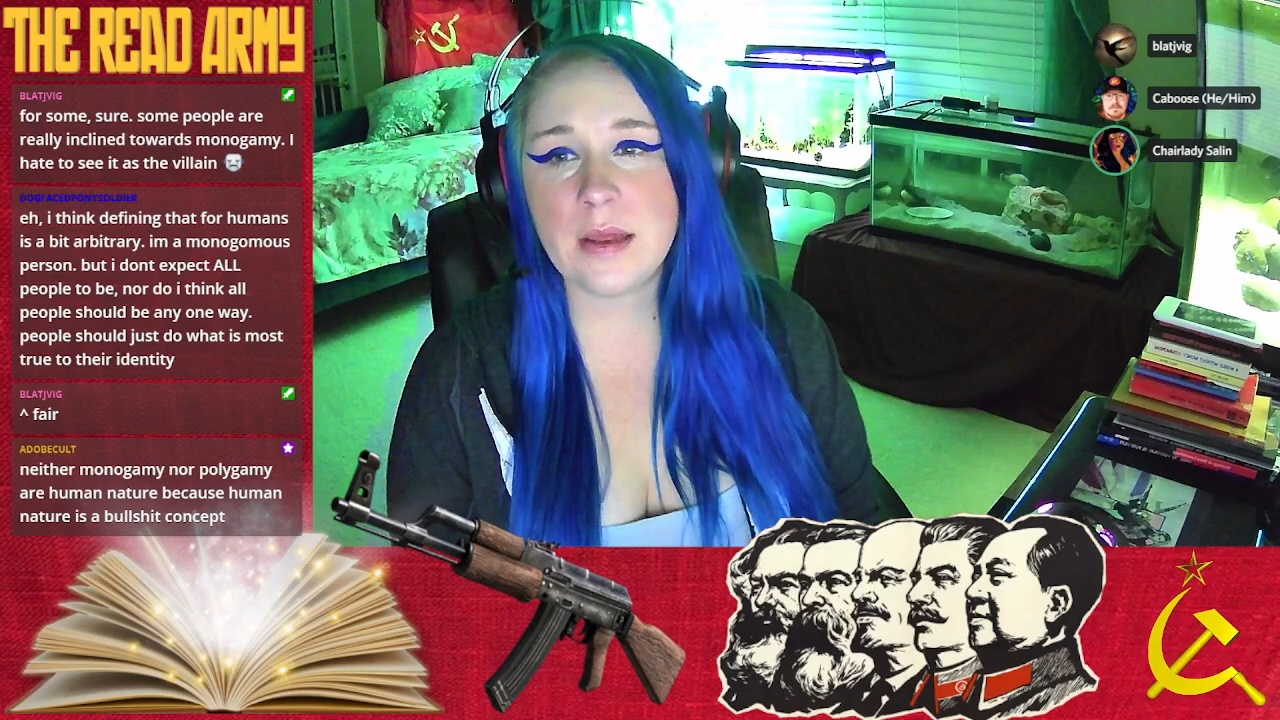 THE READ ARMY
BLATJVIG
for some, sure. some people are
really inclined towards monogamy. I
hate to see it as the villain
DOGFACEDPONYSOLDIER
eh, i think defining that for humans
is a bit arbitrary. im a monogomous
person. but i dont expect ALL
people to be, nor do i think all
people should be any one way.
people should just do what is most
true to their identity
BLATJVIG
^ fair
ADOBECULT
neither monogamy nor polygamy
are human nature because human
nature is a bullshit concept
blatjvig
Caboose (He/Him)
Chairlady Salin